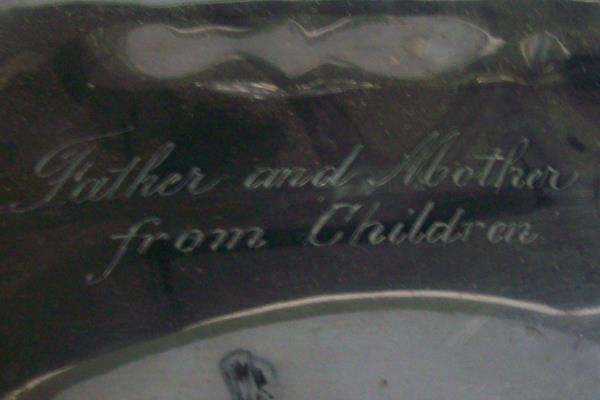 Father and Mother
from Children